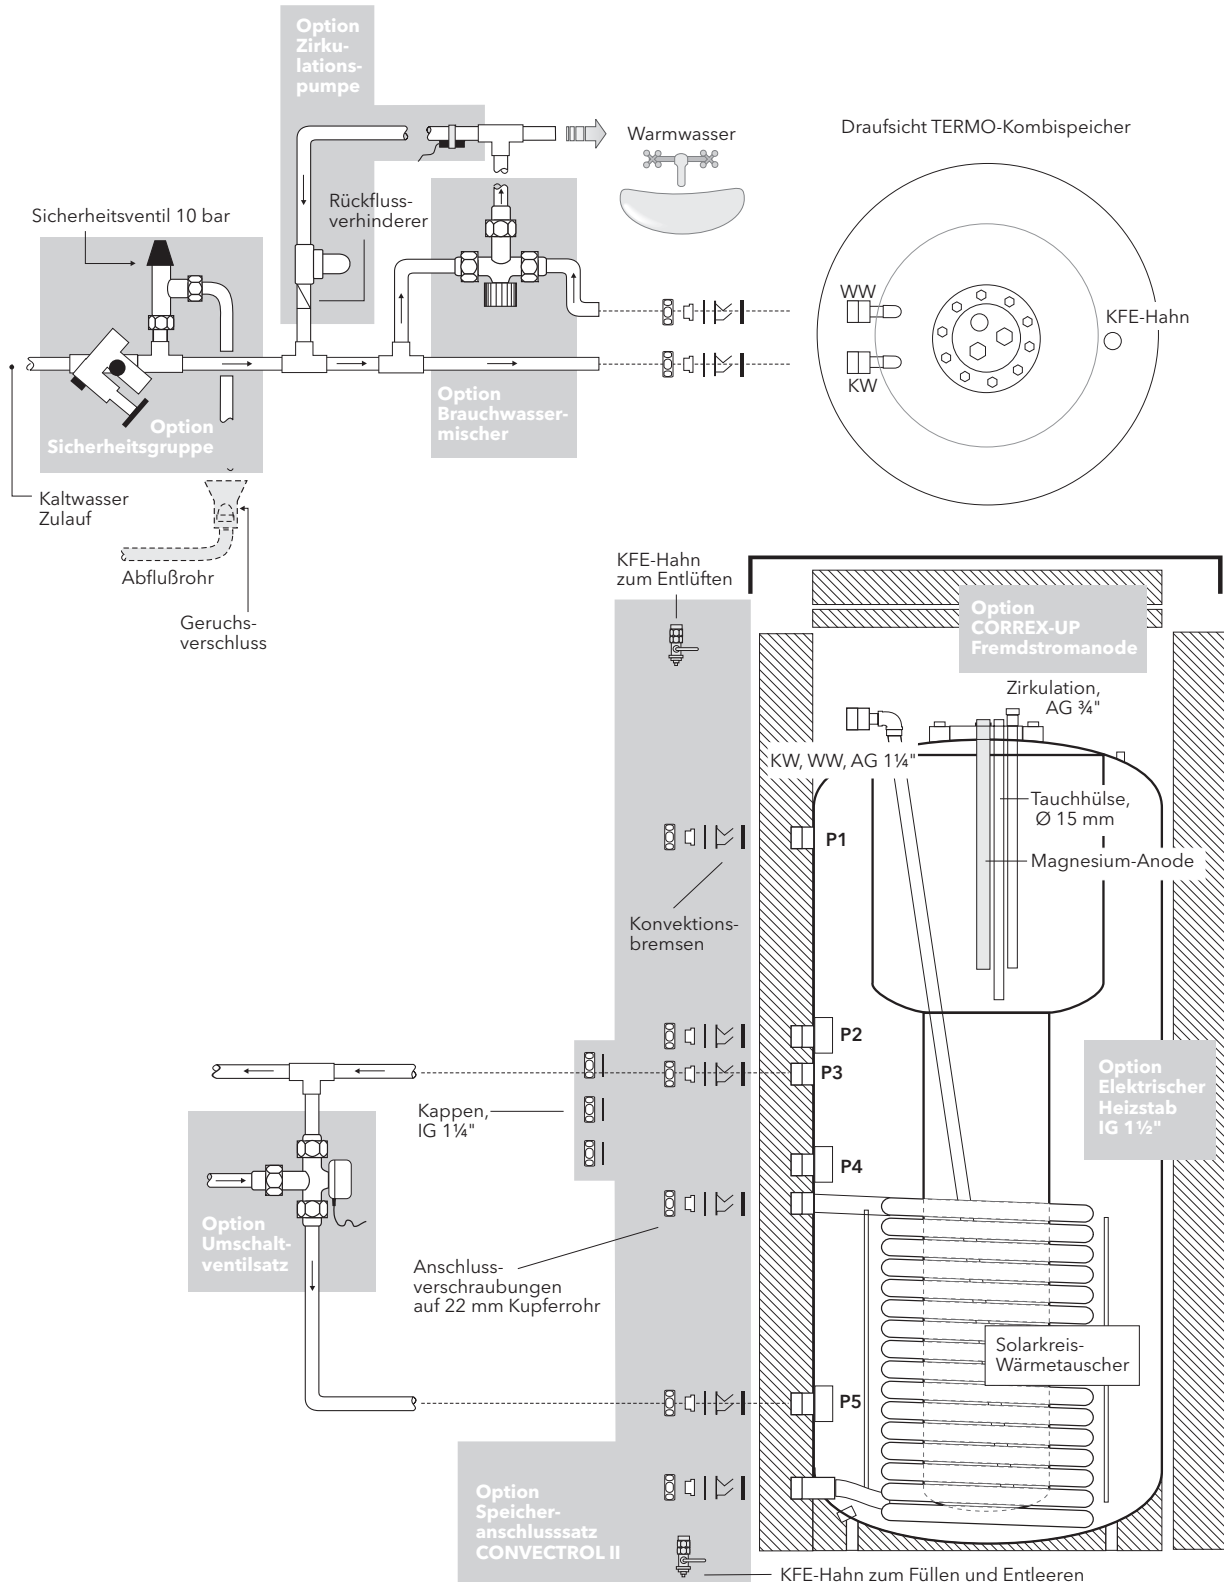 Option
Zirku-
lations-
pumpe
Warmwasser
Draufsicht TERMO-Kombispeicher
Sicherheitsventil 10 bar
Rückfluss-
verhinderer
WW
KFE-Hahn
KW
Option
Sicherheitsgruppe
Option
Brauchwasser-
mischer
Kaltwasser
Zulauf
Abflußrohr
Geruchs-
verschluss
KFE-Hahn
zum Entlüften
Option
CORREX-UP
Fremdstromanode
Zirkulation,
AG ¾"
KW, WW, AG 1¼"
Tauchhülse,
Ø 15 mm
P1
Magnesium-Anode
Konvektions-
bremsen
P2
P3
Kappen,
IG 1¼"
Option
Elektrischer
Heizstab
IG 1½"
P4
Option
Umschalt-
ventilsatz
Anschluss-
verschraubungen
auf 22 mm Kupferrohr
Solarkreis-
Wärmetauscher
P5
Option
Speicher-
anschlusssatz
CONVECTROL II
KFE-Hahn zum Füllen und Entleeren